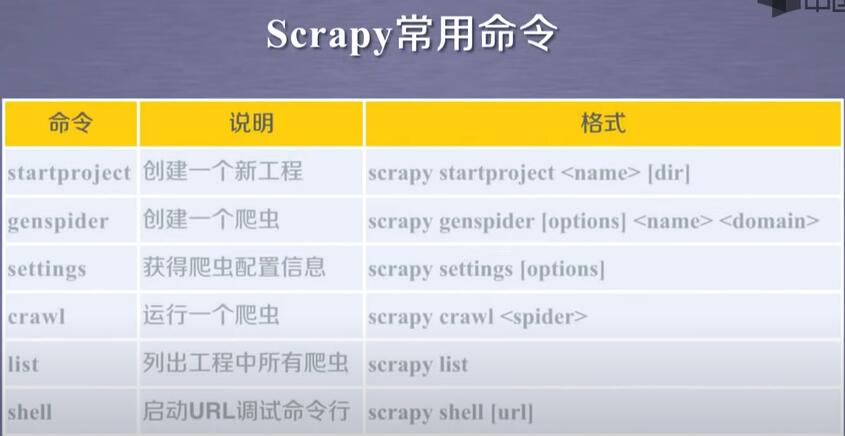 Scrapy常用命令
命令 说明 格式
startproject 创建一个新工程 scrapy startproject <name> [dir]
genspider 创建一个爬虫 scrapy genspider [options] <name> <domain>
settings 获得爬虫配置信息 scrapy settings [options]
crawl 运行一个爬虫 scrapy crawl <spider>
list 列出工程中所有爬虫 scrapy list
shell 启动URL调试命令行 scrapy shell [url]